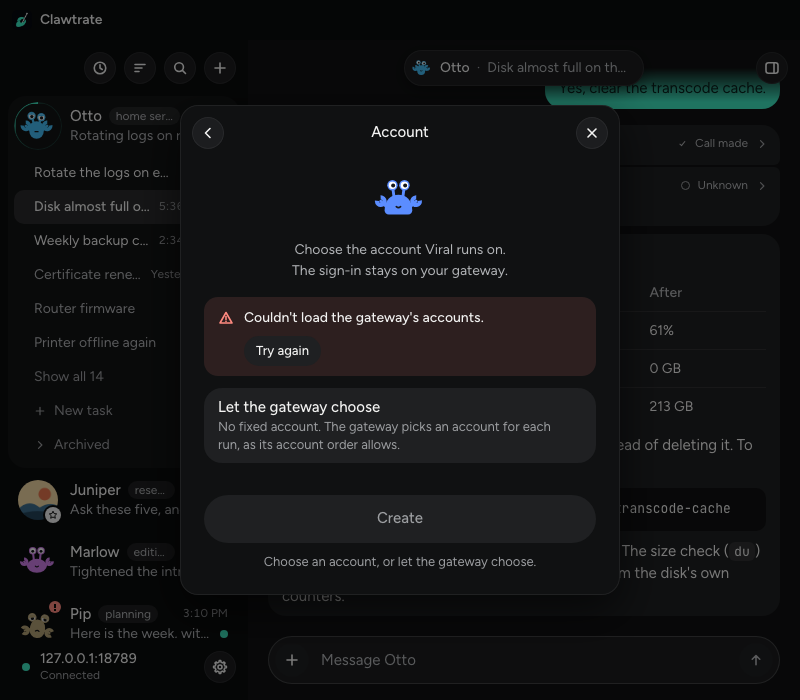 Clawtrate
Otto · Disk almost full on th...
Yes, clear the transcode cache.
Otto home ser...
Rotating logs on r
Rotate the logs on e...
Disk almost full o... 5:36
Weekly backup c... 2:34
Certificate rene... Yeste
Router firmware
Printer offline again
Show all 14
+ New task
Archived
Juniper rese...
Ask these five, an
Marlow editi...
Tightened the intr
Pip planning 3:10 PM
Here is the week. wit...
127.0.0.1:18789
Connected
Account
Choose the account Viral runs on.
The sign-in stays on your gateway.
Couldn't load the gateway's accounts.
Try again
Let the gateway choose
No fixed account. The gateway picks an account for each
run, as its account order allows.
Create
Choose an account, or let the gateway choose.
Call made
Unknown
After
61%
0 GB
213 GB
ead of deleting it. To
transcode-cache
The size check ( du )
m the disk's own
counters.
Message Otto